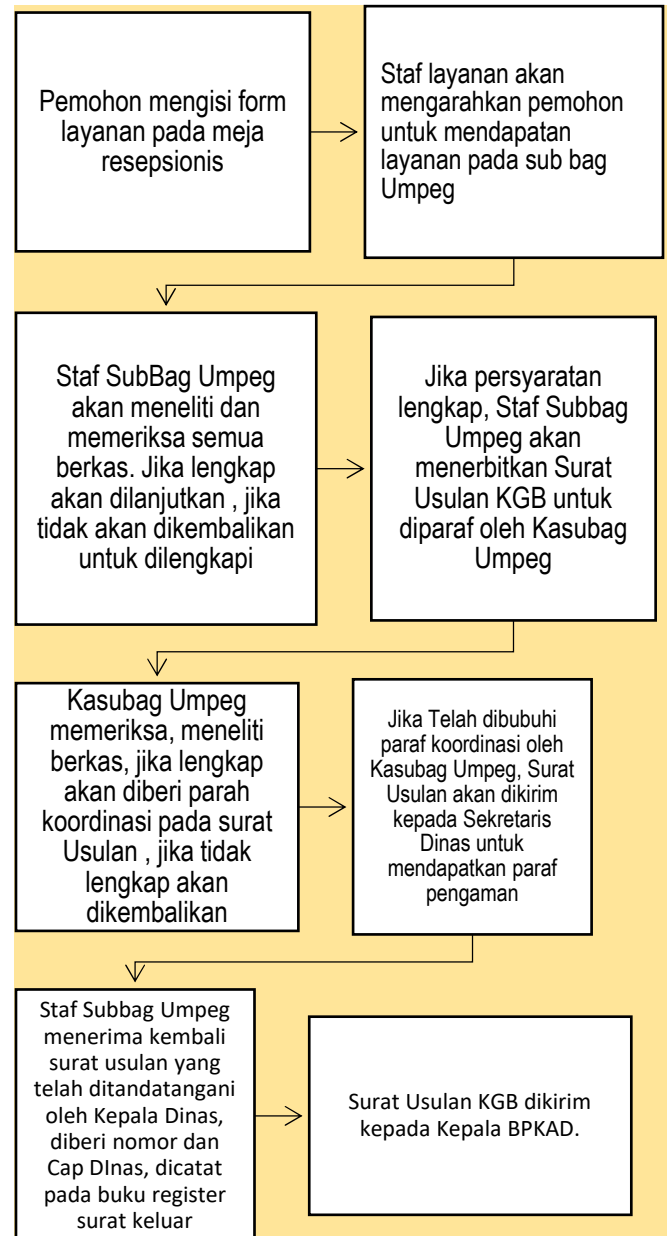 Pemohon mengisi form
layanan pada meja
resepsionis
Staf layanan akan
mengarahkan pemohon
untuk mendapatan
layanan pada sub bag
Umpeg
Staf SubBag Umpeg
akan meneliti dan
memeriksa semua
berkas. Jika lengkap
akan dilanjutkan , jika
tidak akan dikembalikan
untuk dilengkapi
Jika persyaratan
lengkap, Staf Subbag
Umpeg akan
menerbitkan Surat
Usulan KGB untuk
diparaf oleh Kasubag
Umpeg
Kasubag Umpeg
memeriksa, meneliti
berkas, jika lengkap
akan diberi parah
koordinasi pada surat
Usulan , jika tidak
lengkap akan
dikembalikan
Jika Telah dibubuhi
paraf koordinasi oleh
Kasubag Umpeg, Surat
Usulan akan dikirim
kepada Sekretaris
Dinas untuk
mendapatkan paraf
pengaman
Staf Subbag Umpeg
menerima kembali
surat usulan yang
telah ditandatangani
oleh Kepala Dinas,
diberi nomor dan
Cap DInas, dicatat
pada buku register
surat keluar
Surat Usulan KGB dikirim
kepada Kepala BPKAD.